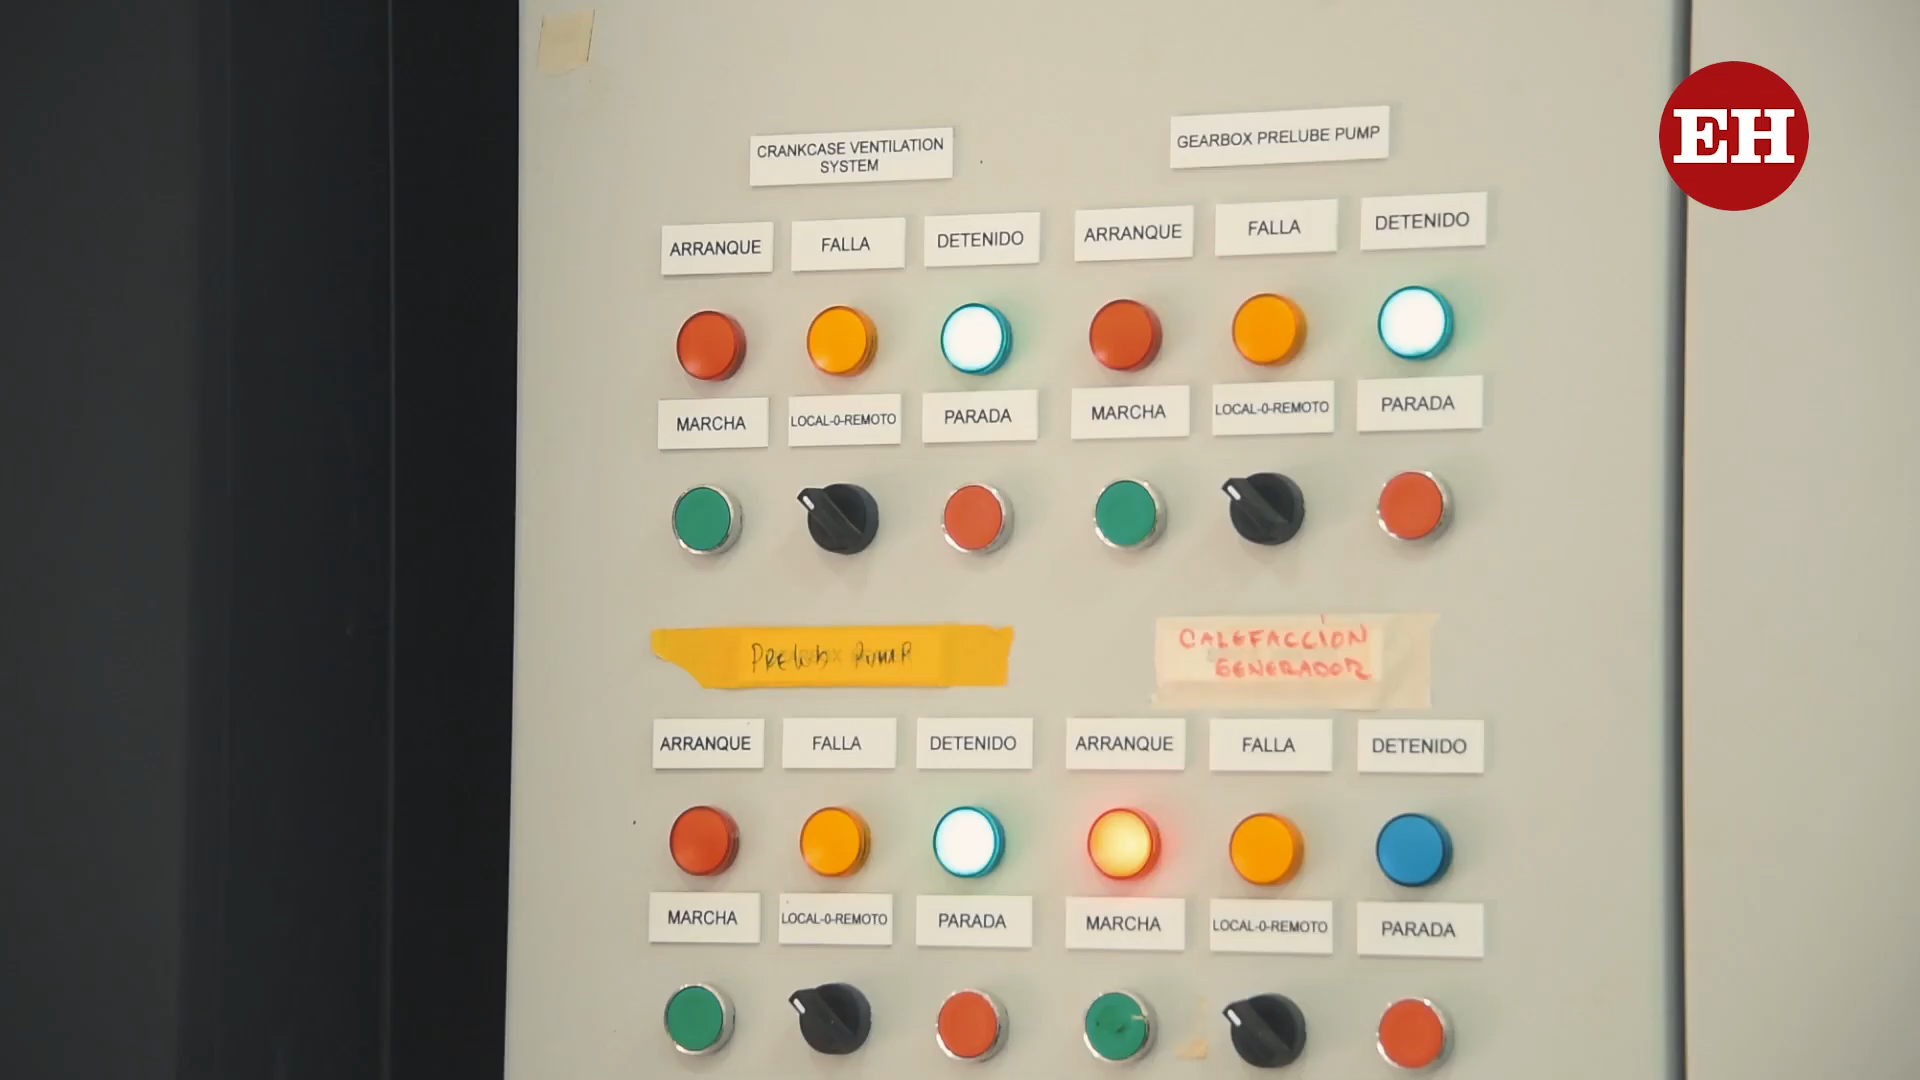 EH
CRANKCASE VENTILATION
SYSTEM
GEARBOX PRELUBE PUMP
ARRANQUE FALLA DETENIDO ARRANQUE FALLA DETENIDO
MARCHA LOCAL-0-REMOTO PARADA MARCHA LOCAL-0-REMOTO PARADA
PRELUB PUMP
CALEFACCIÓN
GENERADOR
ARRANQUE FALLA DETENIDO ARRANQUE FALLA DETENIDO
MARCHA LOCAL-0-REMOTO PARADA MARCHA LOCAL-0-REMOTO PARADA